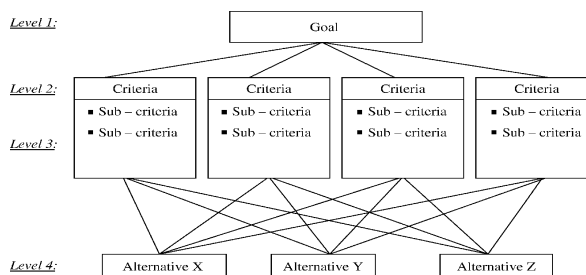 Level 1:
Goal
Level 2:
Criteria Criteria Criteria Criteria
▪ Sub – criteria ▪ Sub – criteria ▪ Sub – criteria ▪ Sub – criteria
▪ Sub – criteria ▪ Sub – criteria ▪ Sub – criteria ▪ Sub – criteria
Level 3:
Level 4:
Alternative X Alternative Y Alternative Z